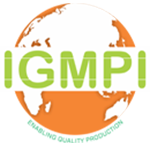 IGMPI
ENABLING QUALITY PRODUCTION